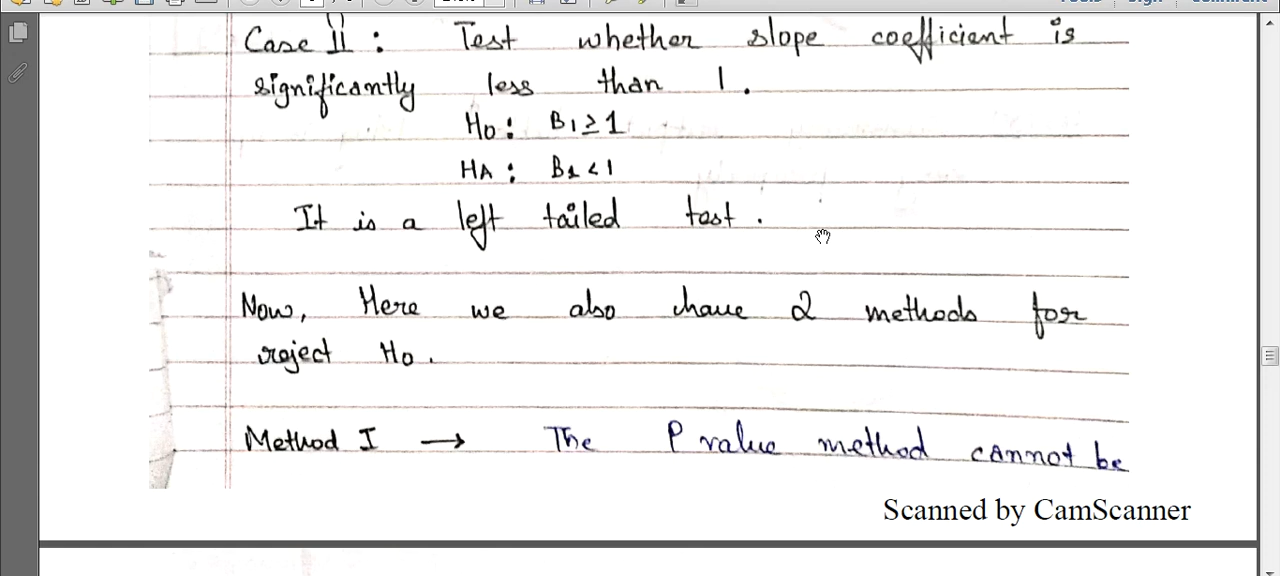 Case II : Test whether slope coefficient is
significantly less than 1.
H0 : B1 ≥ 1
HA : B1 < 1
It is a left tailed test.
Now, Here we also have 2 methods for
reject H0.
Method I → The P value method cannot be
Scanned by CamScanner